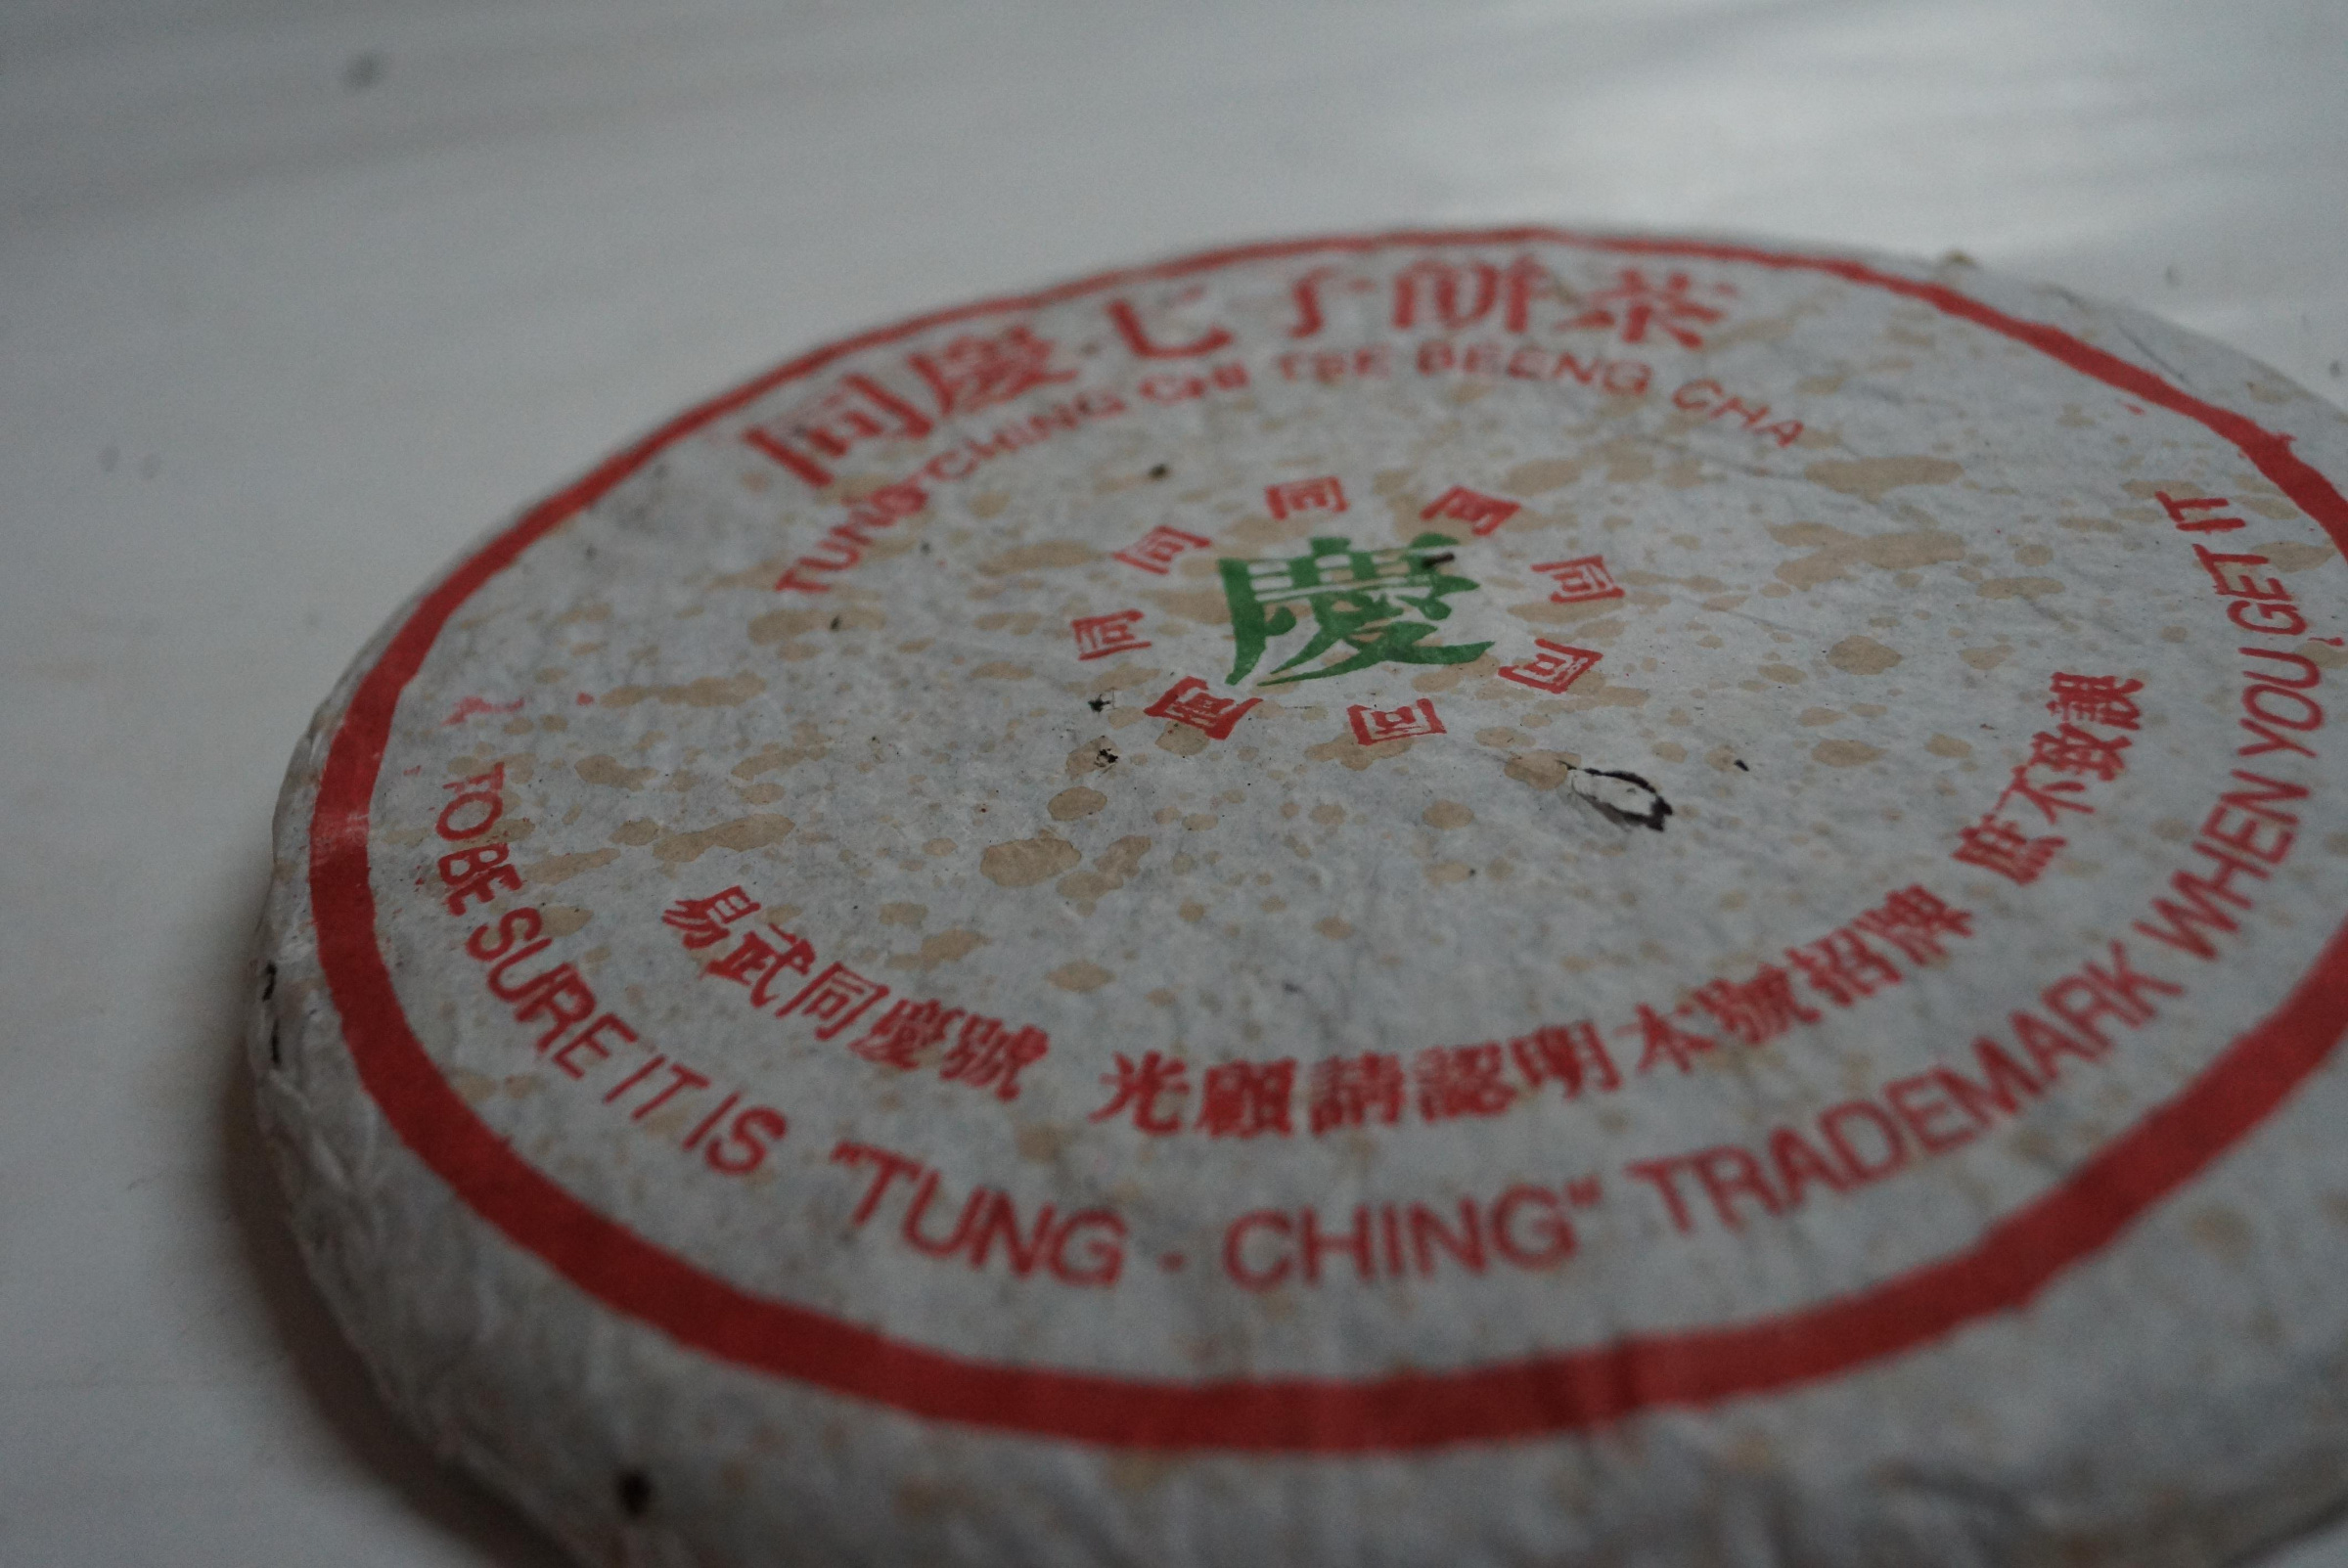 同慶·七子餅茶
TUNG-CHING CHI TSE BEENG CHA
同同同同同同同同
慶
易武同慶號 光顧請認明本號招牌 庶不致誤
TO BE SURE IT IS "TUNG - CHING" TRADEMARK WHEN YOU GET IT